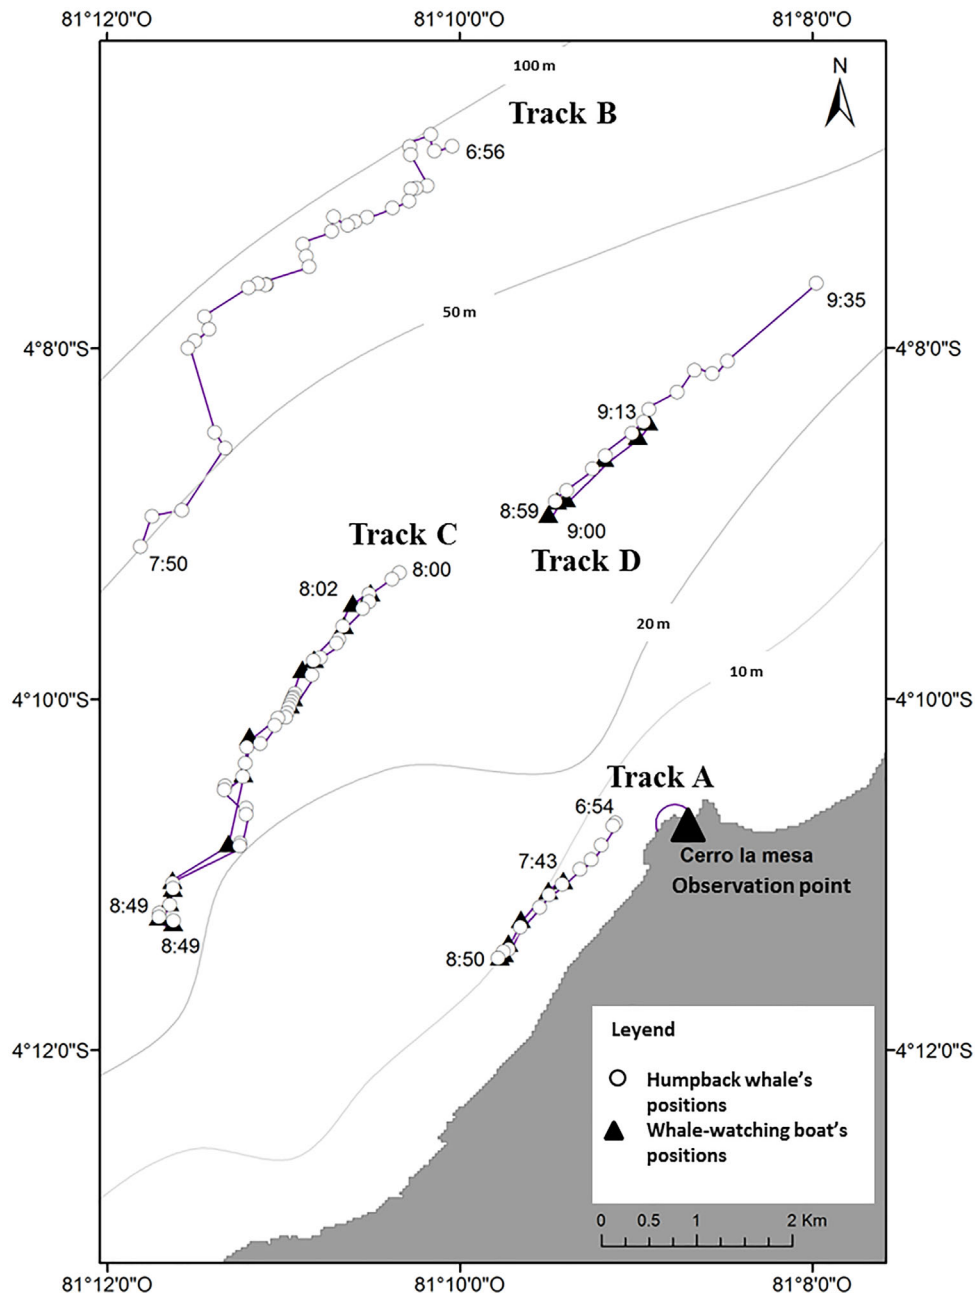 81°12'0"O
81°10'0"O
81°8'0"O
100 m
N
Track B
6:56
50 m
9:35
4°8'0"S
4°8'0"S
9:13
8:59
9:00
7:50
Track C
Track D
8:00
8:02
20 m
10 m
4°10'0"S
4°10'0"S
Track A
6:54
7:43
Cerro la mesa
Observation point
8:49
8:49
8:50
4°12'0"S
4°12'0"S
Leyend
Humpback whale's
positions
Whale-watching boat's
positions
0 0.5 1 2 Km
81°12'0"O
81°10'0"O
81°8'0"O